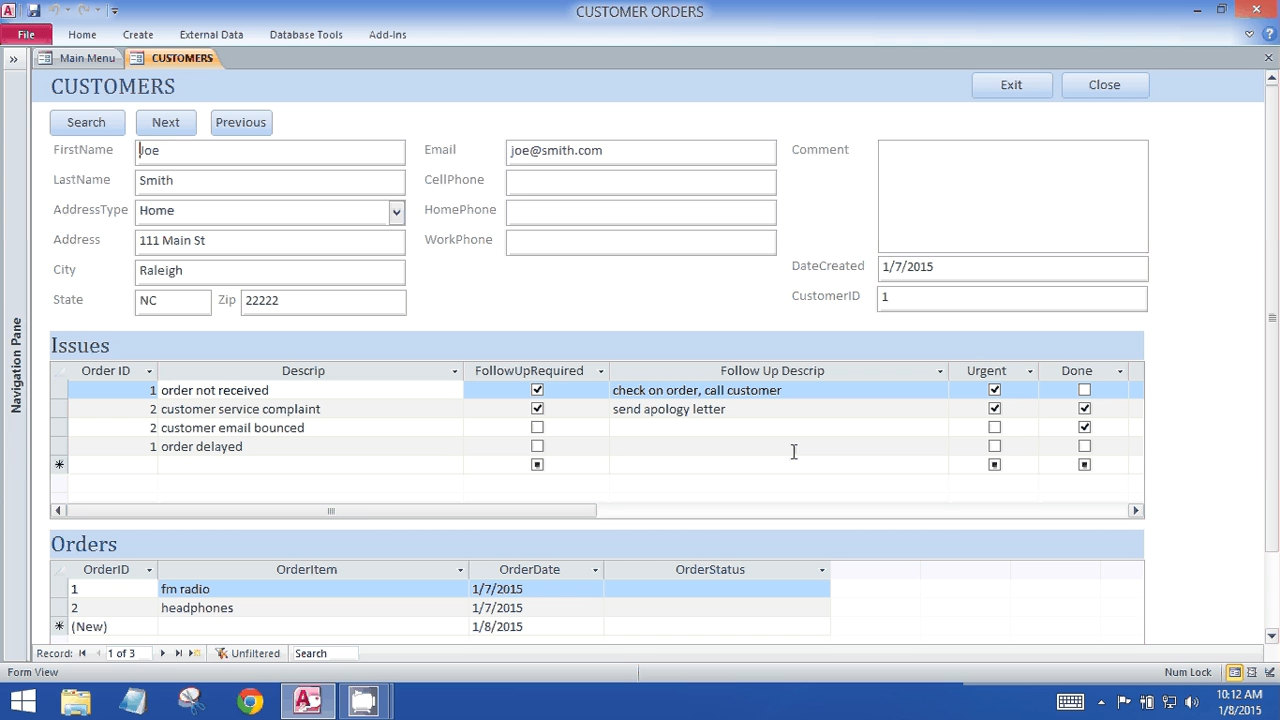 CUSTOMER ORDERS
File Home Create External Data Database Tools Add-Ins
Main Menu CUSTOMERS
CUSTOMERS Exit Close
Search Next Previous
FirstName Joe Email joe@smith.com Comment
LastName Smith CellPhone
AddressType Home HomePhone
Address 111 Main St WorkPhone
City Raleigh DateCreated 1/7/2015
State NC Zip 22222 CustomerID 1
Navigation Pane
Issues
Order ID Descrip FollowUpRequired Follow Up Descrip Urgent Done
1 order not received check on order, call customer
2 customer service complaint send apology letter
2 customer email bounced
1 order delayed
Orders
OrderID OrderItem OrderDate OrderStatus
1 fm radio 1/7/2015
2 headphones 1/7/2015
(New) 1/8/2015
Record: 1 of 3 Unfiltered Search
Form View Num Lock
10:12 AM
1/8/2015